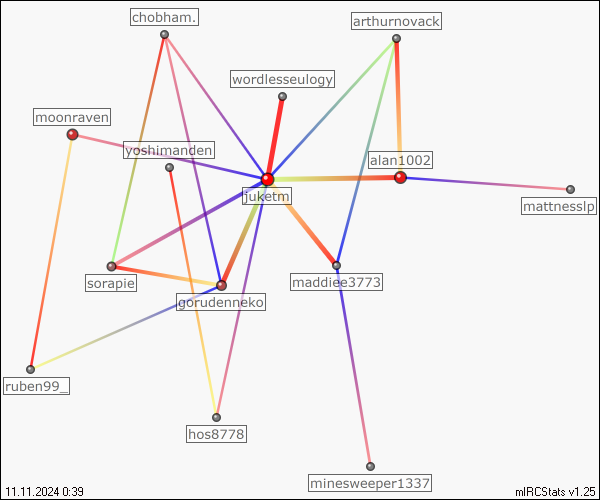 chobham.
arthurnovack
wordlesseulogy
moonraven
yoshimanden
alan1002
juketm
mattnesslp
sorapie
maddiee3773
gorudenneko
ruben99_
hos8778
minesweeper1337
11.11.2024 0:39
mIRCStats v1.25